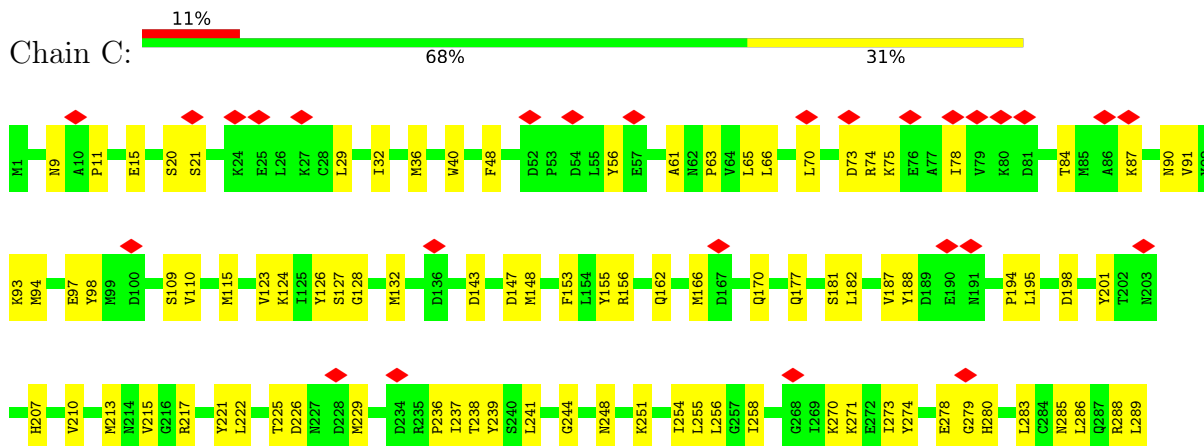 11%
Chain C:
68% 31%
M1 N9 A10 P11 E15 S20 S21 K24 E25 L26 K27 C28 L29 I32 M36 W40 F48 D52 P53 D54 L55 Y56 E57 A61 N62 P63 V64 L65 L66 L70 D73 R74 K75 E76 A77 I78 V79 K80 D81 T84 M85 A86 K87 N90 V91
K93 M94 E97 Y98 M99 D100 S109 V110 M115 V123 K124 I125 Y126 S127 G128 M132 D136 D143 D147 M148 F153 L154 Y155 R156 Q162 M166 D167 Q170 Q177 S181 L182 V187 Y188 D189 E190 N191 P194 L195 D198 Y201 T202 N203
H207 V210 M213 N214 V215 G216 R217 Y221 L222 T225 D226 N227 D228 M229 D234 R235 P236 I237 T238 Y239 S240 L241 G244 N248 K251 I254 L255 L256 G257 I258 G268 I269 K270 K271 E272 I273 Y274 E278 G279 H280 L283 C284 N285 L286 Q287 R288 L289